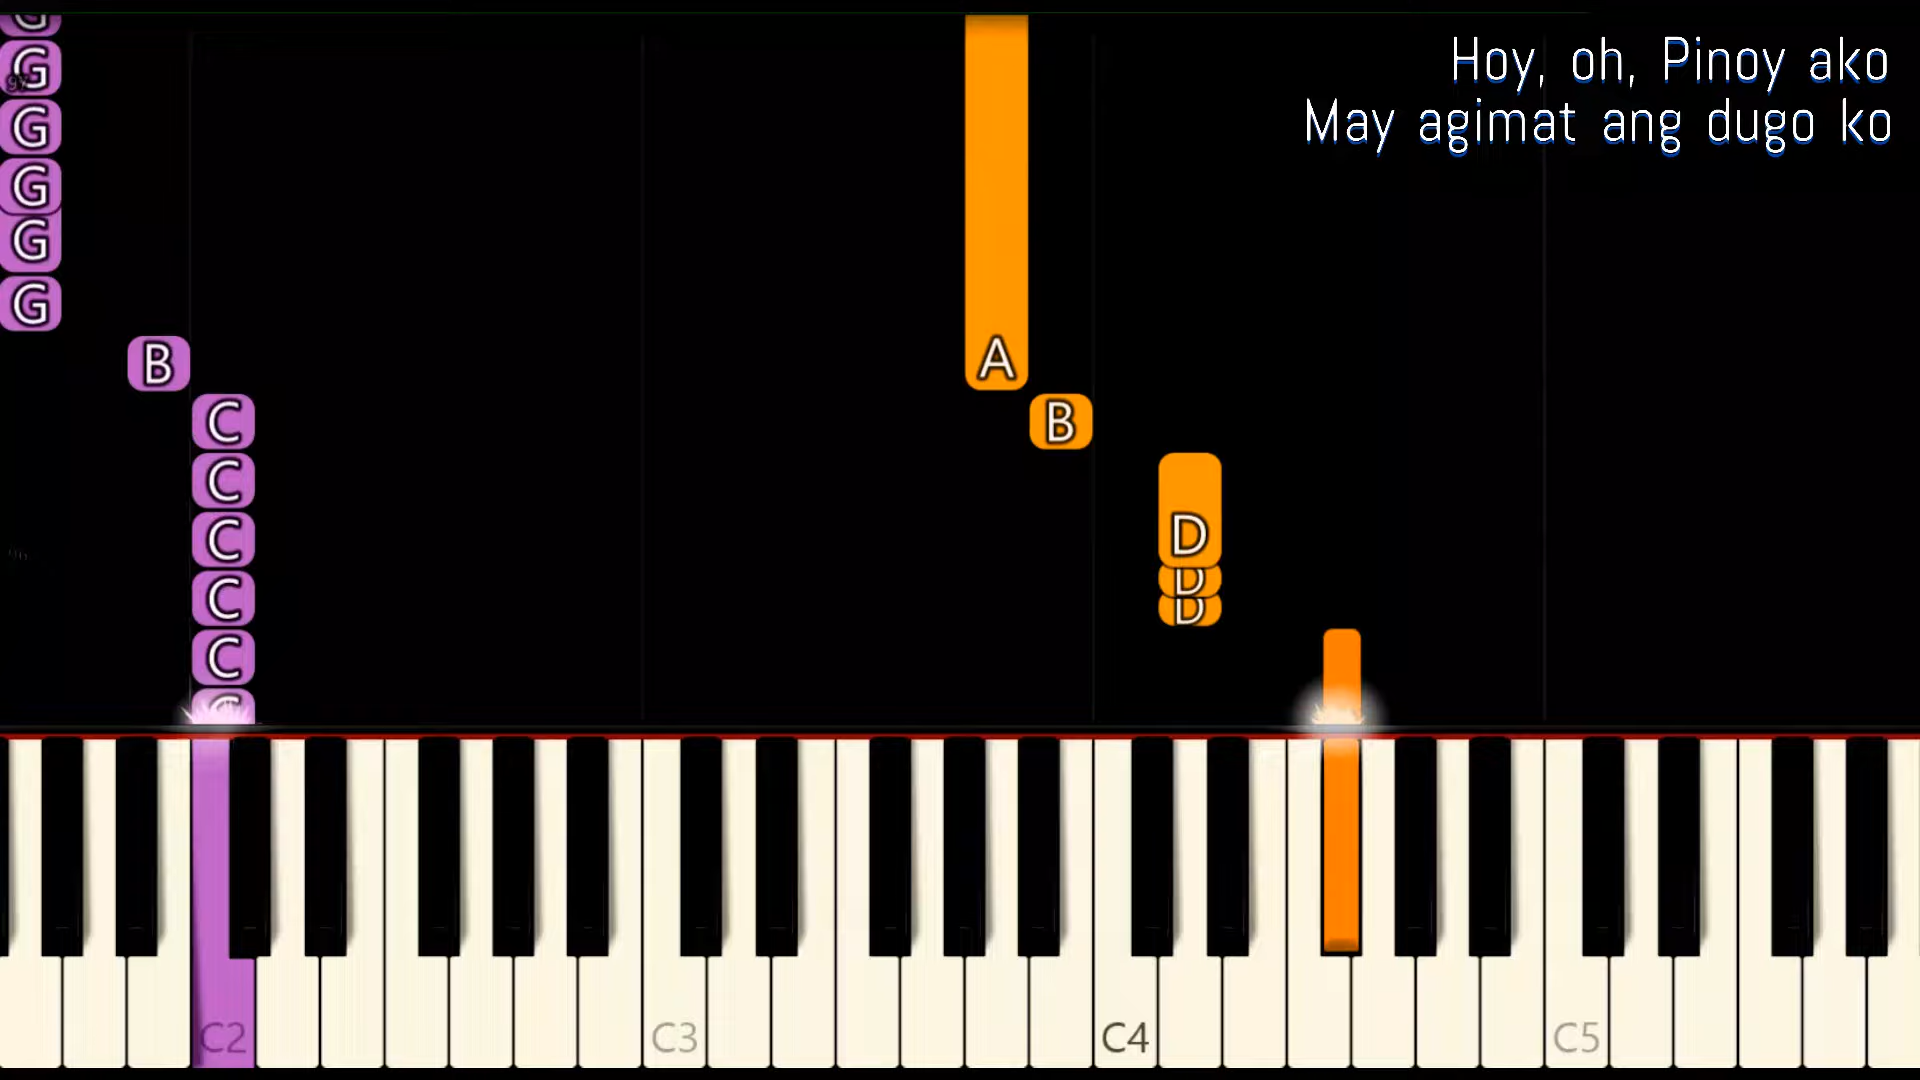 Hoy, oh, Pinoy ako
May agimat ang dugo ko
G
G
G
G
G
G
B
A
C
B
C
C
D
C
D
D
C
C
C2
C3
C4
C5